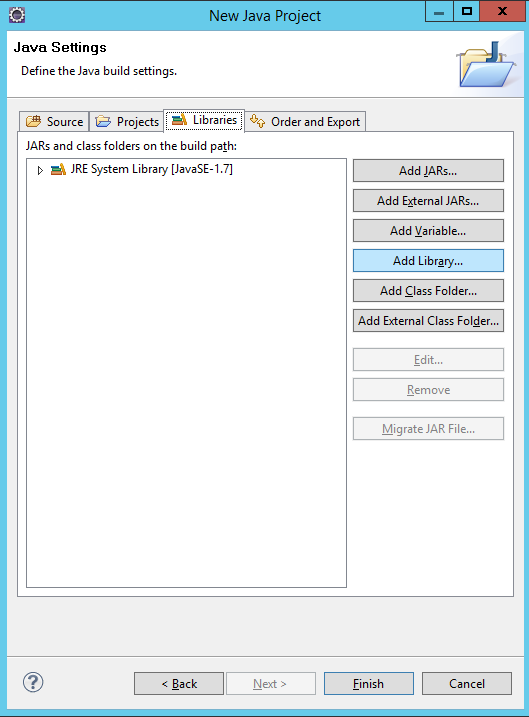 New Java Project
Java Settings
Define the Java build settings.
Source Projects Libraries Order and Export
JARs and class folders on the build path:
JRE System Library [JavaSE-1.7]
Add JARs...
Add External JARs...
Add Variable...
Add Library...
Add Class Folder...
Add External Class Folder...
Edit...
Remove
Migrate JAR File...
? < Back Next > Finish Cancel